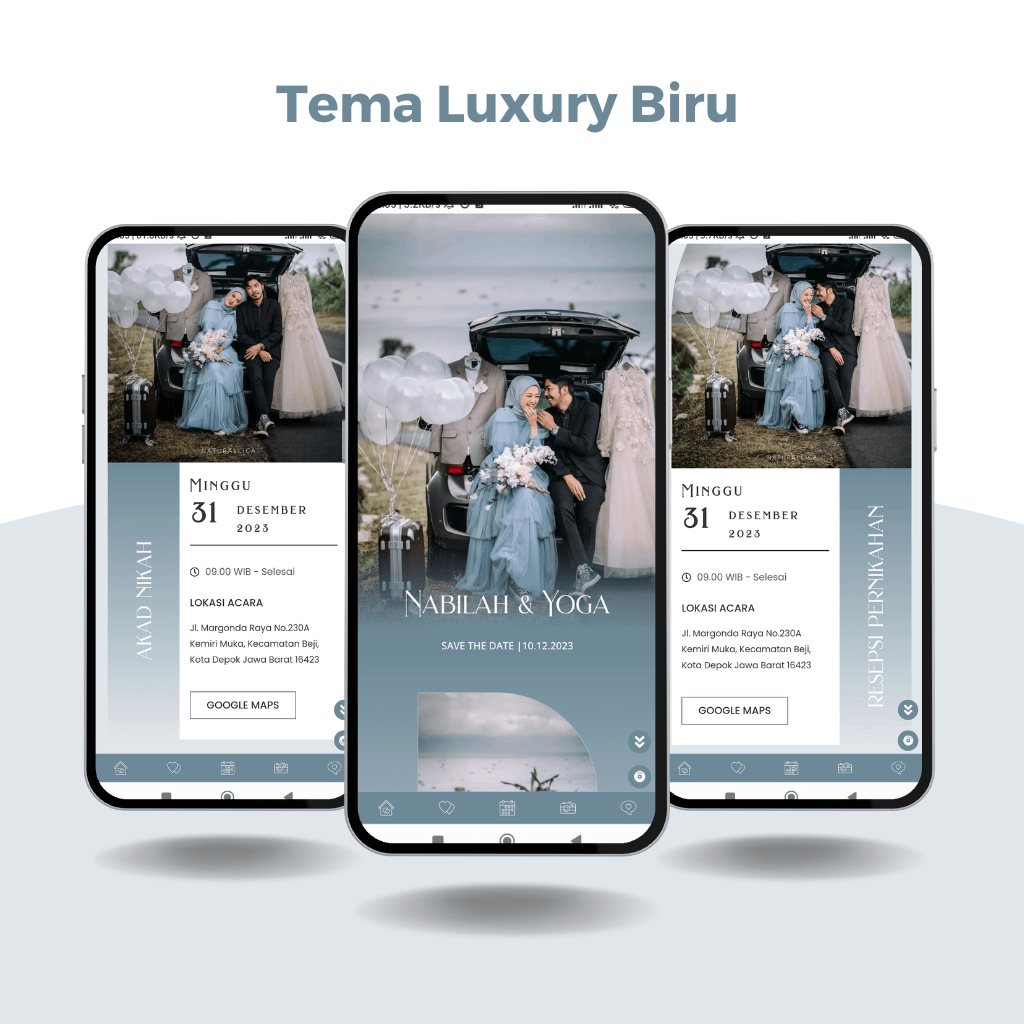 Tema Luxury Biru
NATURALLICA
MINGGU
31
DESEMBER
2023
09.00 WIB - Selesai
LOKASI ACARA
Jl. Margonda Raya No.230A
Kemiri Muka, Kecamatan Beji,
Kota Depok Jawa Barat 16423
GOOGLE MAPS
AKAD NIKAH
NABILAH & YOGA
SAVE THE DATE |10.12.2023
NATURALLICA
MINGGU
31
DESEMBER
2023
09.00 WIB - Selesai
LOKASI ACARA
Jl. Margonda Raya No.230A
Kemiri Muka, Kecamatan Beji,
Kota Depok Jawa Barat 16423
GOOGLE MAPS
RESEPSI PERNIKAHAN